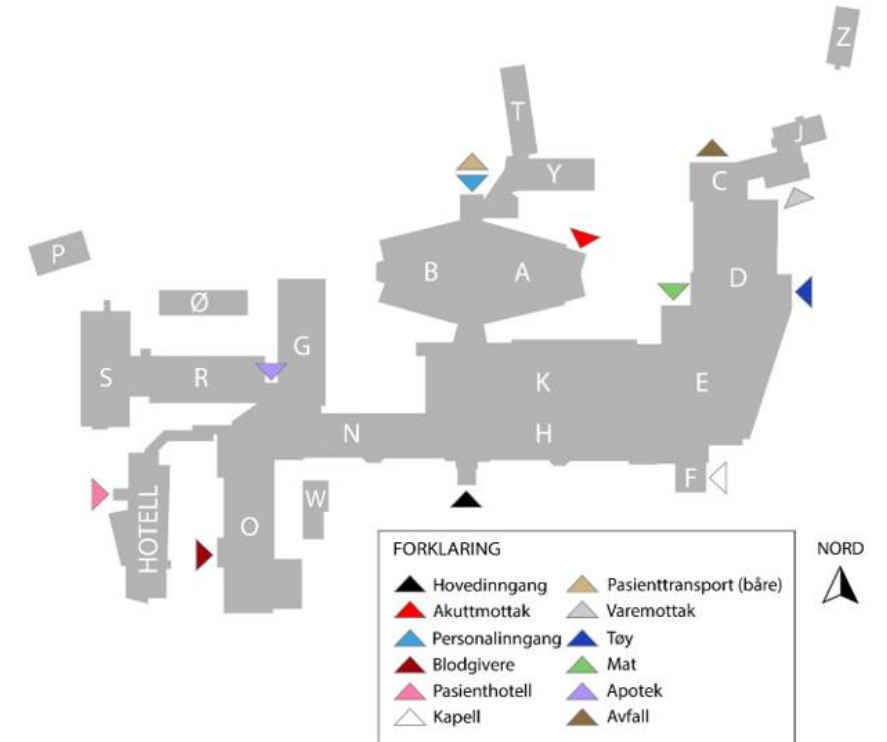 Z
T
J
Y
C
P
B
A
D
Ø
G
S
R
K
E
N
H
F
W
HOTELL
O
FORKLARING
NORD
Hovedinngang
Pasienttransport (båre)
Akuttmottak
Varemottak
Personalinngang
Tøy
Blodgivere
Mat
Pasienthotell
Apotek
Kapell
Avfall